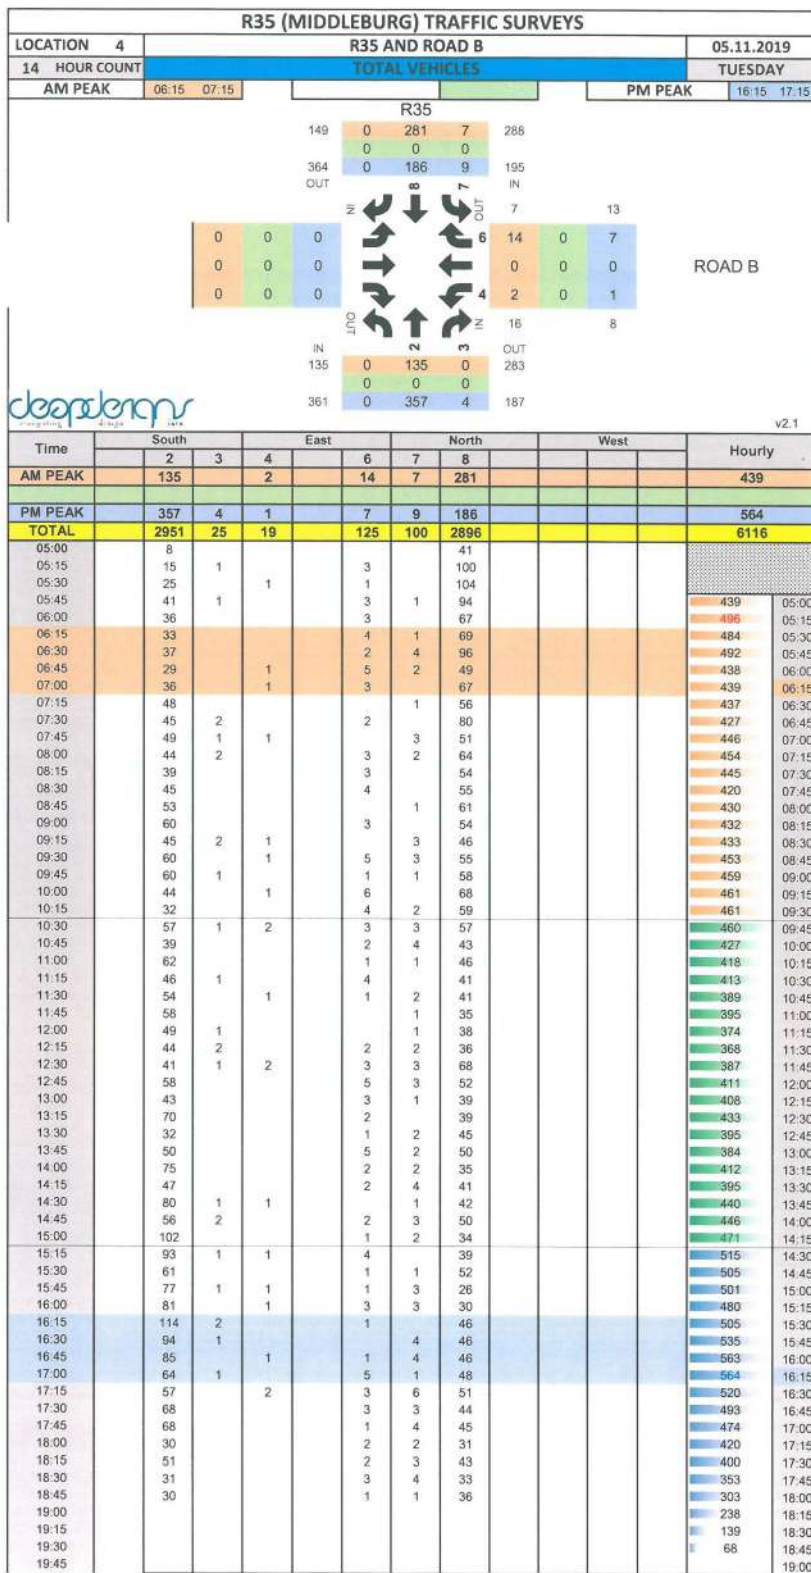 R35 (MIDDLEBURG) TRAFFIC SURVEYS
LOCATION 4 R35 AND ROAD B 05.11.2019
14 HOUR COUNT TOTAL VEHICLES TUESDAY
AM PEAK 06:15 07:15 PM PEAK 16:15 17:15
R35
149 0 281 7 288
0 0 0
364 0 186 9 195
OUT 8 7 IN
IN OUT 7 13
0 0 0 6 14 0 7
0 0 0 0 0 0 ROAD B
0 0 0 4 2 0 1
OUT IN 16 8
IN 2 3 OUT
135 0 135 0 283
0 0 0
361 0 357 4 187
deapdesigns
v2.1
Time South East North West Hourly
2 3 4 6 7 8
AM PEAK 135 2 14 7 281 439
PM PEAK 357 4 1 7 9 186 564
TOTAL 2951 25 19 125 100 2896 6116
05:00 8 41
05:15 15 1 3 100
05:30 25 1 1 104
05:45 41 1 3 1 94 439 05:00
06:00 36 3 67 496 05:15
06:15 33 4 1 69 484 05:30
06:30 37 2 4 96 492 05:45
06:45 29 1 5 2 49 438 06:00
07:00 36 1 3 67 439 06:15
07:15 48 1 56 437 06:30
07:30 45 2 2 80 427 06:45
07:45 49 1 1 3 51 446 07:00
08:00 44 2 3 2 64 454 07:15
08:15 39 3 54 445 07:30
08:30 45 4 55 420 07:45
08:45 53 1 61 430 08:00
09:00 60 3 54 432 08:15
09:15 45 2 1 3 46 433 08:30
09:30 60 1 5 3 55 453 08:45
09:45 60 1 1 1 58 459 09:00
10:00 44 1 6 68 461 09:15
10:15 32 4 2 59 461 09:30
10:30 57 1 2 3 3 57 460 09:45
10:45 39 2 4 43 427 10:00
11:00 62 1 1 46 418 10:15
11:15 46 1 4 41 413 10:30
11:30 54 1 1 2 41 389 10:45
11:45 58 1 35 395 11:00
12:00 49 1 1 38 374 11:15
12:15 44 2 2 2 36 368 11:30
12:30 41 1 2 3 3 68 387 11:45
12:45 58 5 3 52 411 12:00
13:00 43 3 1 39 408 12:15
13:15 70 2 39 433 12:30
13:30 32 1 2 45 395 12:45
13:45 50 5 2 50 384 13:00
14:00 75 2 2 35 412 13:15
14:15 47 2 4 41 395 13:30
14:30 80 1 1 1 42 440 13:45
14:45 56 2 2 3 50 446 14:00
15:00 102 1 2 34 471 14:15
15:15 93 1 1 4 39 515 14:30
15:30 61 1 1 52 505 14:45
15:45 77 1 1 1 3 26 501 15:00
16:00 81 1 3 3 30 480 15:15
16:15 114 2 1 46 505 15:30
16:30 94 1 4 46 535 15:45
16:45 85 1 1 4 46 563 16:00
17:00 64 1 5 1 48 564 16:15
17:15 57 2 3 6 51 520 16:30
17:30 68 3 3 44 493 16:45
17:45 68 1 4 45 474 17:00
18:00 30 2 2 31 420 17:15
18:15 51 2 3 43 400 17:30
18:30 31 3 4 33 353 17:45
18:45 30 1 1 36 303 18:00
19:00 238 18:15
19:15 139 18:30
19:30 68 18:45
19:45 19:00